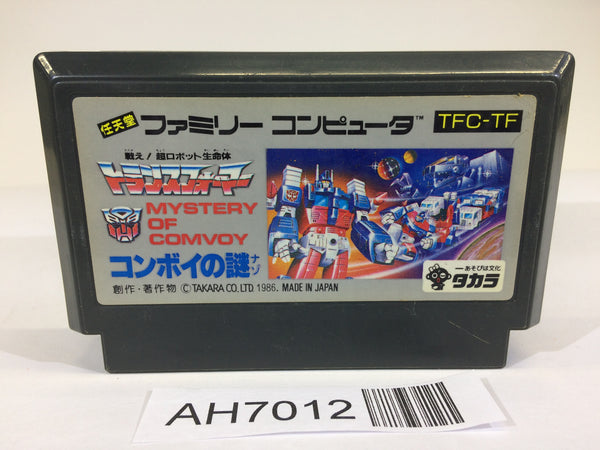 任天堂 ファミリー コンピュータ™ TFC-TF
戦え! 超ロボット生命体
トランスフォーマー
MYSTERY
OF
COMVOY
コンボイの謎
ナゾ
創作・著作物 ©TAKARA CO.,LTD. 1986. MADE IN JAPAN
あそびは文化
タカラ
AH7012